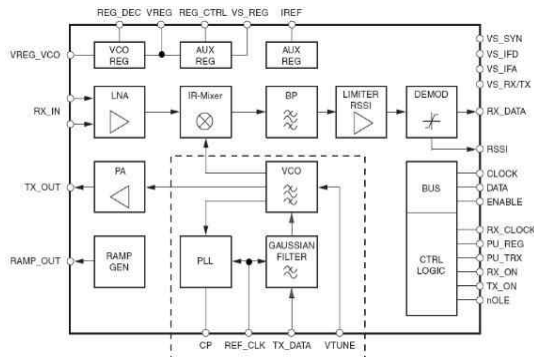 REG_DEC VREG REG_CTRL VS_REG IREF
VS_SYN
VS_IFD
VS_IFA
VS_RX/TX
VREG_VCO
VCO REG
AUX REG
AUX REG
RX_IN
LNA
IR-Mixer
BP
LIMITER RSSI
DEMOD
RX_DATA
RSSI
TX_OUT
PA
VCO
BUS
CLOCK
DATA
ENABLE
RAMP_OUT
RAMP GEN
PLL
GAUSSIAN FILTER
CTRL LOGIC
RX_CLOCK
PU_REG
PU_TRX
RX_ON
TX_ON
nOLE
CP REF_CLK TX_DATA VTUNE